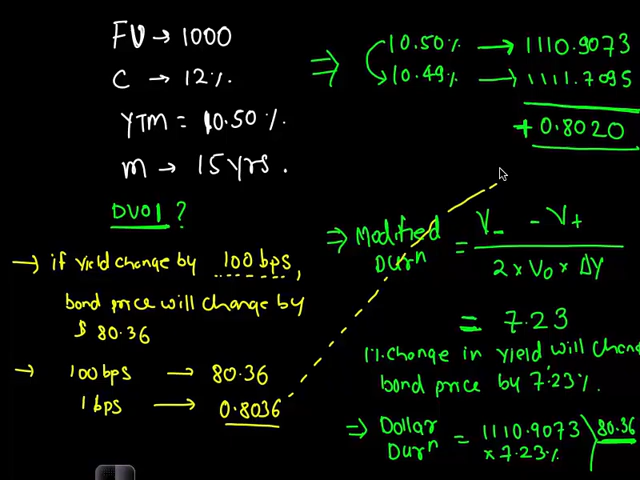 FV → 1000
C → 12%.
YTM = 10.50%.
m → 15 yrs.
DV01 ?
→ if yield change by 100 bps,
bond price will change by
$ 80.36
→ 100bps → 80.36
1 bps → 0.8036
⇒ 10.50% → 1110.9073
10.49% → 1111.7095
+ 0.8020
⇒ Modified Durn = V_ - V+ / 2 × V0 × ΔY
= 7.23
1%. change in yield will chan
bond price by 7.23%.
⇒ Dollar Durn = 1110.9073 × 7.23% \ 80.36